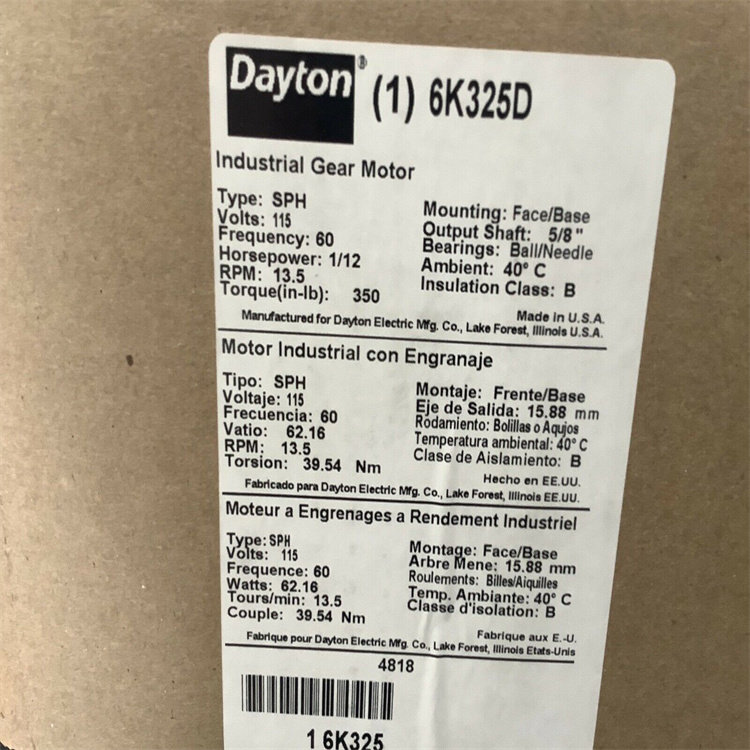 Dayton® (1) 6K325D
Industrial Gear Motor
Type: SPH
Volts: 115
Frequency: 60
Horsepower: 1/12
RPM: 13.5
Torque(in-lb): 350
Mounting: Face/Base
Output Shaft: 5/8"
Bearings: Ball/Needle
Ambient: 40° C
Insulation Class: B
Made in U.S.A.
Manufactured for Dayton Electric Mfg. Co., Lake Forest, Illinois U.S.A.
Motor Industrial con Engranaje
Tipo: SPH
Voltaje: 115
Frecuencia: 60
Vatio: 62.16
RPM: 13.5
Torsion: 39.54 Nm
Montaje: Frente/Base
Eje de Salida: 15.88 mm
Rodamiento: Bolillas o Aqujos
Temperatura ambiental: 40° C
Clase de Aislamiento: B
Hecho en EE.UU.
Fabricado para Dayton Electric Mfg. Co., Lake Forest, Illinois EE.UU.
Moteur a Engrenages a Rendement Industriel
Type: SPH
Volts: 115
Frequence: 60
Watts: 62.16
Tours/min: 13.5
Couple: 39.54 Nm
Montage: Face/Base
Arbre Mene: 15.88 mm
Roulements: Billes/Aiquilles
Temp. Ambiante: 40° C
Classe d'isolation: B
Fabrique aux E.-U.
Fabrique pour Dayton Electric Mfg. Co., Lake Forest, Illinois Etats-Unis
4818
1 6K325